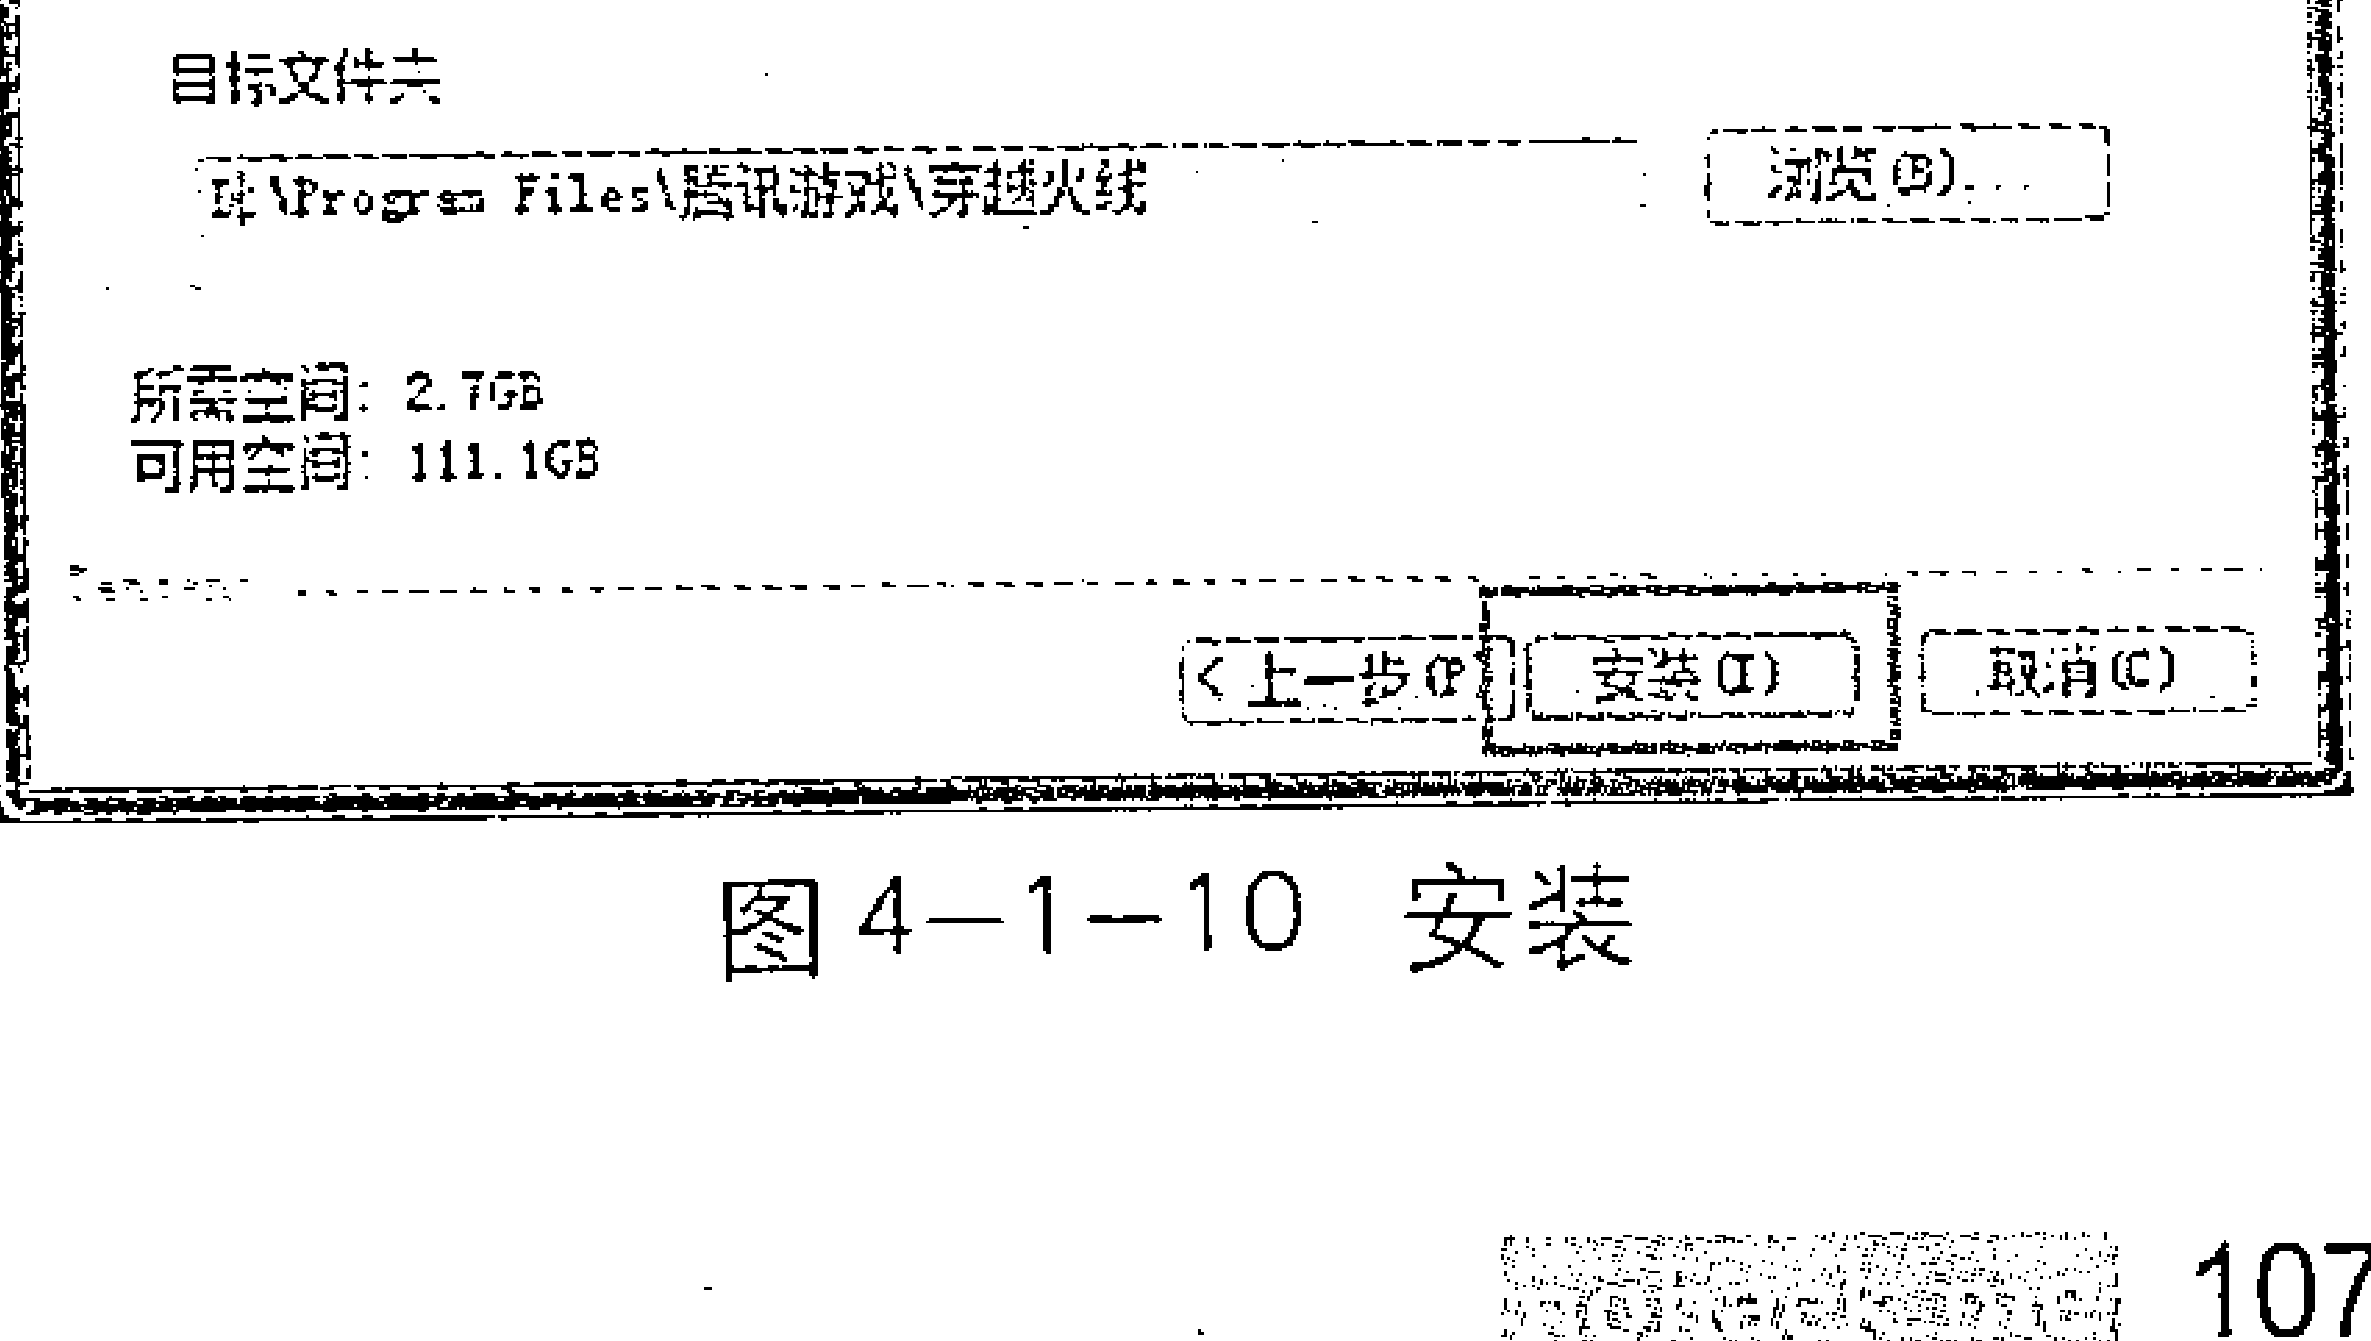 目标文件夹
\Program Files\腾讯游戏\穿越火线
浏览(B)...
所需空间: 2.7GB
可用空间: 111.1GB
< 上一步(P
安装(I)
取消(C)
图 4-1-10 安装
107